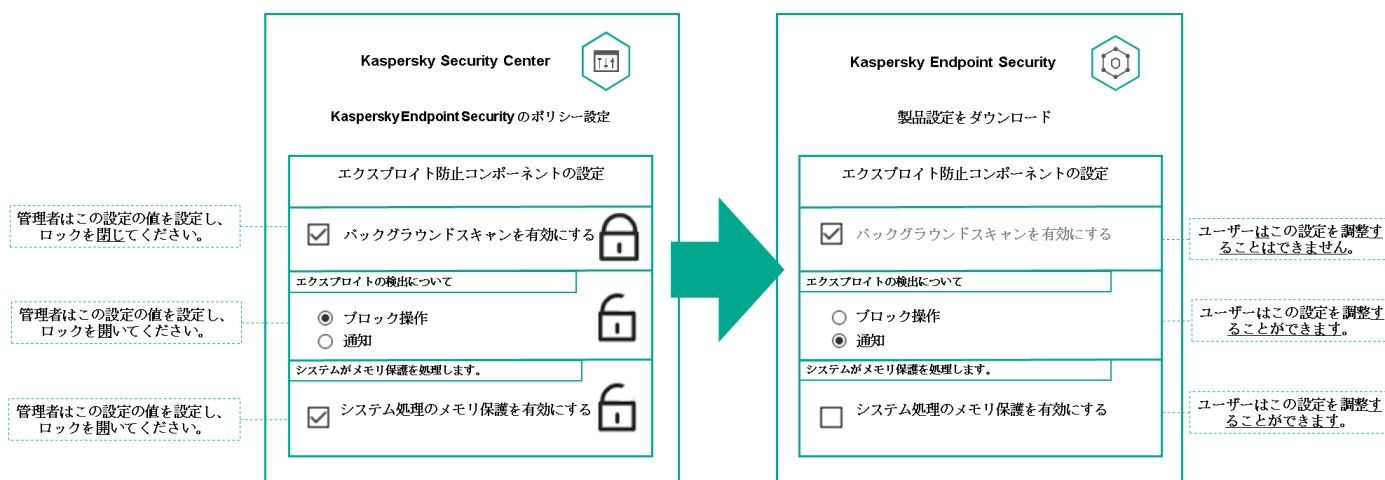 Kaspersky Security Center
KasperskyEndpointSecurity のポリシー設定
エクスプロイト防止コンポーネントの設定
管理者はこの設定の値を設定し、
ロックを閉じてください。
バックグラウンドスキャンを有効にする
エクスプロイトの検出について
管理者はこの設定の値を設定し、
ロックを開いてください。
ブロック操作
通知
システムがメモリ保護を処理します。
管理者はこの設定の値を設定し、
ロックを開いてください。
システム処理のメモリ保護を有効にする
Kaspersky Endpoint Security
製品設定をダウンロード
エクスプロイト防止コンポーネントの設定
バックグラウンドスキャンを有効にする
ユーザーはこの設定を調整す
ることはできません。
エクスプロイトの検出について
ブロック操作
通知
ユーザーはこの設定を調整す
ることができます。
システムがメモリ保護を処理します。
システム処理のメモリ保護を有効にする
ユーザーはこの設定を調整す
ることができます。